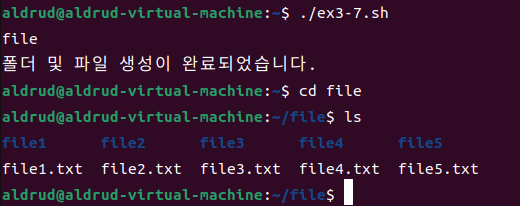 aldrud@aldrud-virtual-machine:~$ ./ex3-7.sh
file
폴더 및 파일 생성이 완료되었습니다.
aldrud@aldrud-virtual-machine:~$ cd file
aldrud@aldrud-virtual-machine:~/file$ ls
file1 file2 file3 file4 file5
file1.txt file2.txt file3.txt file4.txt file5.txt
aldrud@aldrud-virtual-machine:~/file$